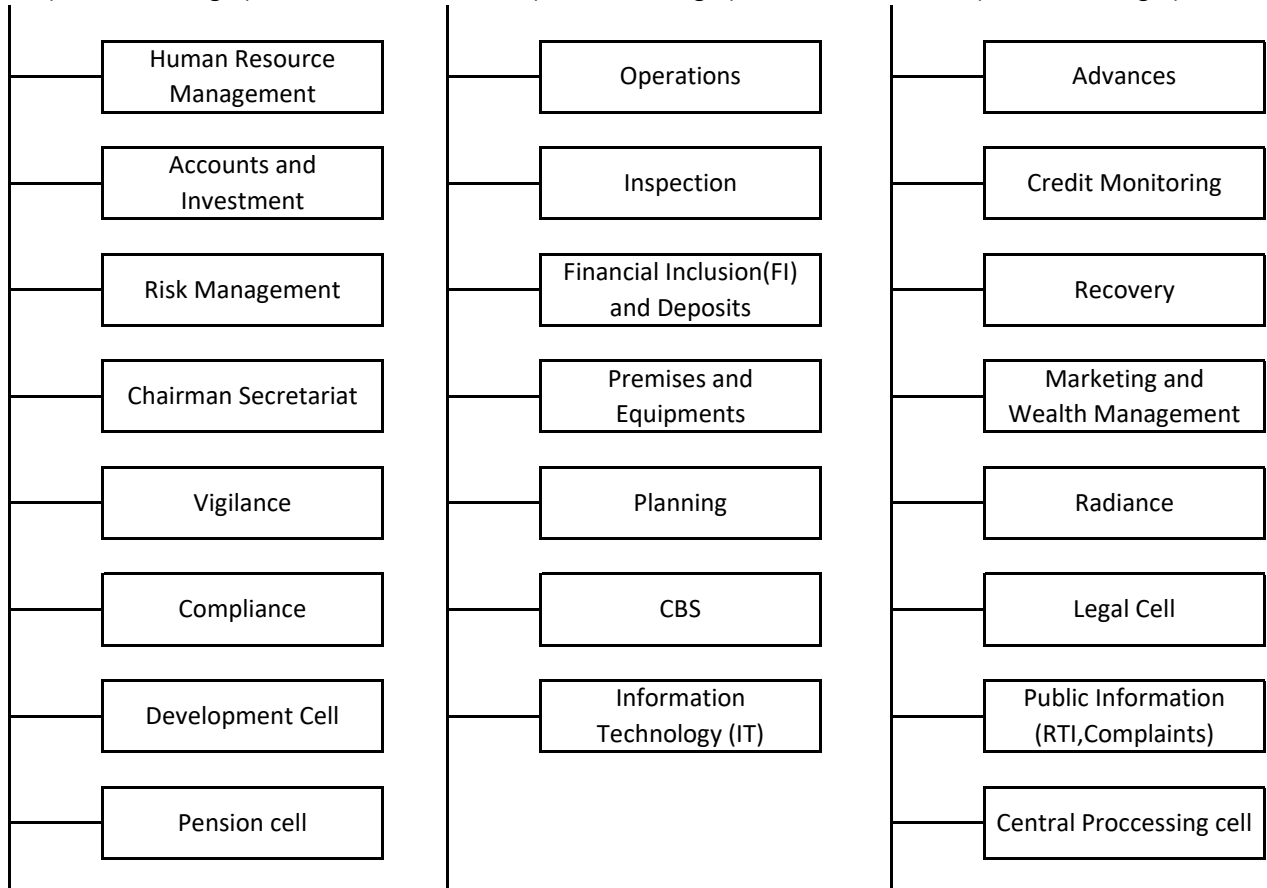 Human Resource
Management
Accounts and
Investment
Risk Management
Chairman Secretariat
Vigilance
Compliance
Development Cell
Pension cell
Operations
Inspection
Financial Inclusion(FI)
and Deposits
Premises and
Equipments
Planning
CBS
Information
Technology (IT)
Advances
Credit Monitoring
Recovery
Marketing and
Wealth Management
Radiance
Legal Cell
Public Information
(RTI,Complaints)
Central Proccessing cell